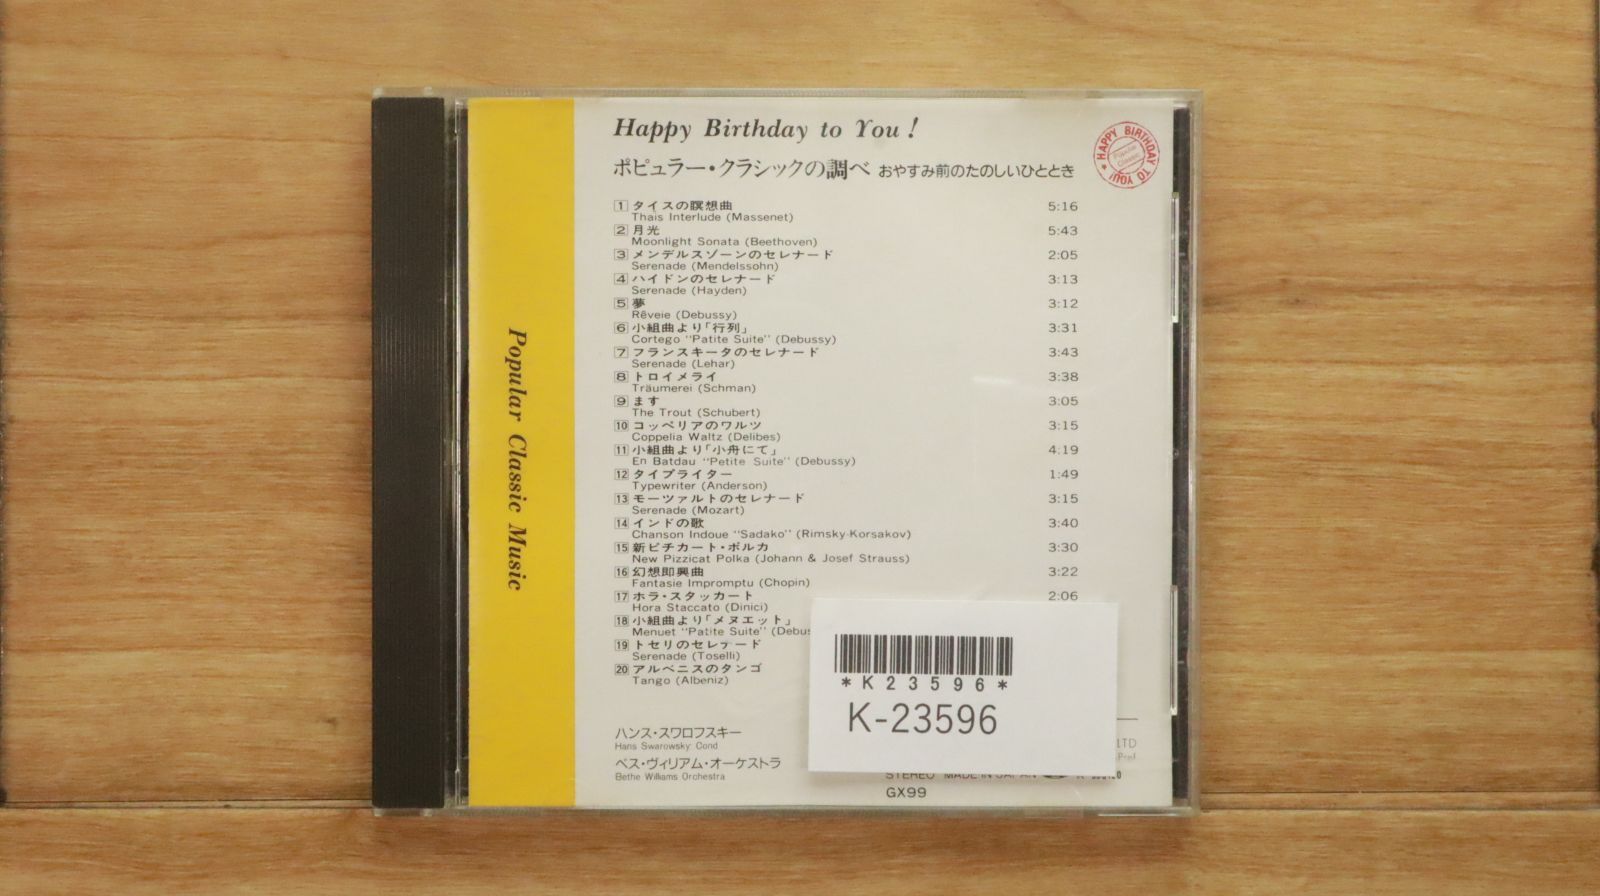 Happy Birthday to You !
ポピュラー・クラシックの調べ おやすみ前のたのしいひととき
HAPPY BIRTHDAY TO YOU!
Popular
Classic
Popular Classic Music
1 タイスの瞑想曲 5:16
Thais Interlude (Massenet)
2 月光 5:43
Moonlight Sonata (Beethoven)
3 メンデルスゾーンのセレナード 2:05
Serenade (Mendelssohn)
4 ハイドンのセレナード 3:13
Serenade (Hayden)
5 夢 3:12
Rêveie (Debussy)
6 小組曲より「行列」 3:31
Cortego "Patite Suite" (Debussy)
7 フランスキータのセレナード 3:43
Serenade (Lehar)
8 トロイメライ 3:38
Träumerei (Schman)
9 ます 3:05
The Trout (Schubert)
10 コッペリアのワルツ 3:15
Coppelia Waltz (Delibes)
11 小組曲より「小舟にて」 4:19
En Batdau "Petite Suite" (Debussy)
12 タイプライター 1:49
Typewriter (Anderson)
13 モーツァルトのセレナード 3:15
Serenade (Mozart)
14 インドの歌 3:40
Chanson Indoue "Sadako" (Rimsky-Korsakov)
15 新ピチカート・ポルカ 3:30
New Pizzicat Polka (Johann & Josef Strauss)
16 幻想即興曲 3:22
Fantasie Impromptu (Chopin)
17 ホラ・スタッカート 2:06
Hora Staccato (Dinici)
18 小組曲より「メヌエット」
Menuet "Patite Suite" (Debus
19 トセリのセレナード
Serenade (Toselli)
20 アルベニスのタンゴ
Tango (Albeniz)
*K23596*
K-23596
ハンス・スワロフスキー
Hans Swarowsky Cond
ベス・ヴィリアム・オーケストラ
Bethe Williams Orchestra
LTD
STEREO MADE IN JAPAN
GX99